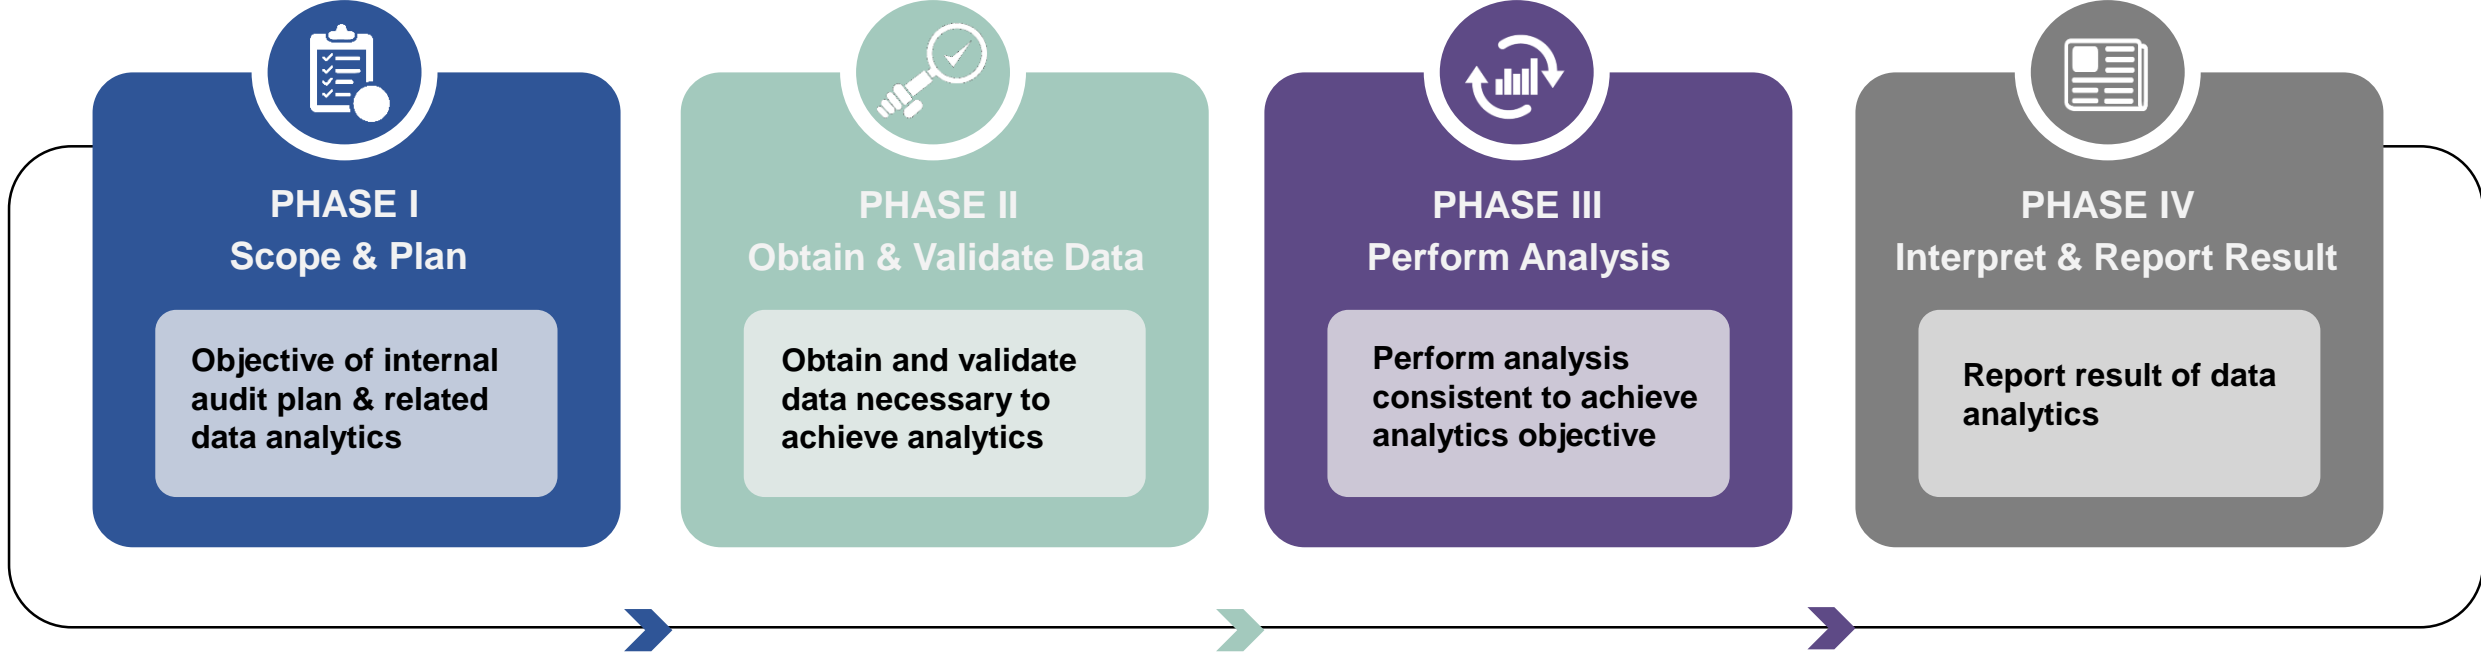 PHASE I
Scope & Plan
Objective of internal
audit plan & related
data analytics
PHASE II
Obtain & Validate Data
Obtain and validate
data necessary to
achieve analytics
PHASE III
Perform Analysis
Perform analysis
consistent to achieve
analytics objective
PHASE IV
Interpret & Report Result
Report result of data
analytics